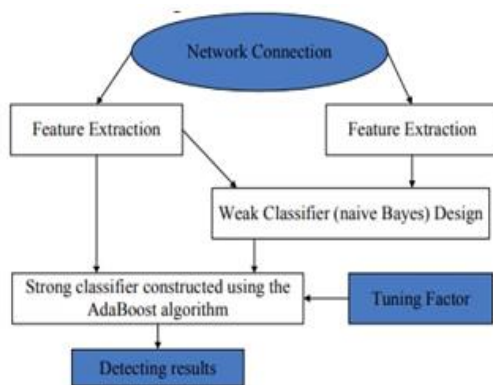 Network Connection
Feature Extraction
Feature Extraction
Weak Classifier (naive Bayes) Design
Strong classifier constructed using the
AdaBoost algorithm
Tuning Factor
Detecting results